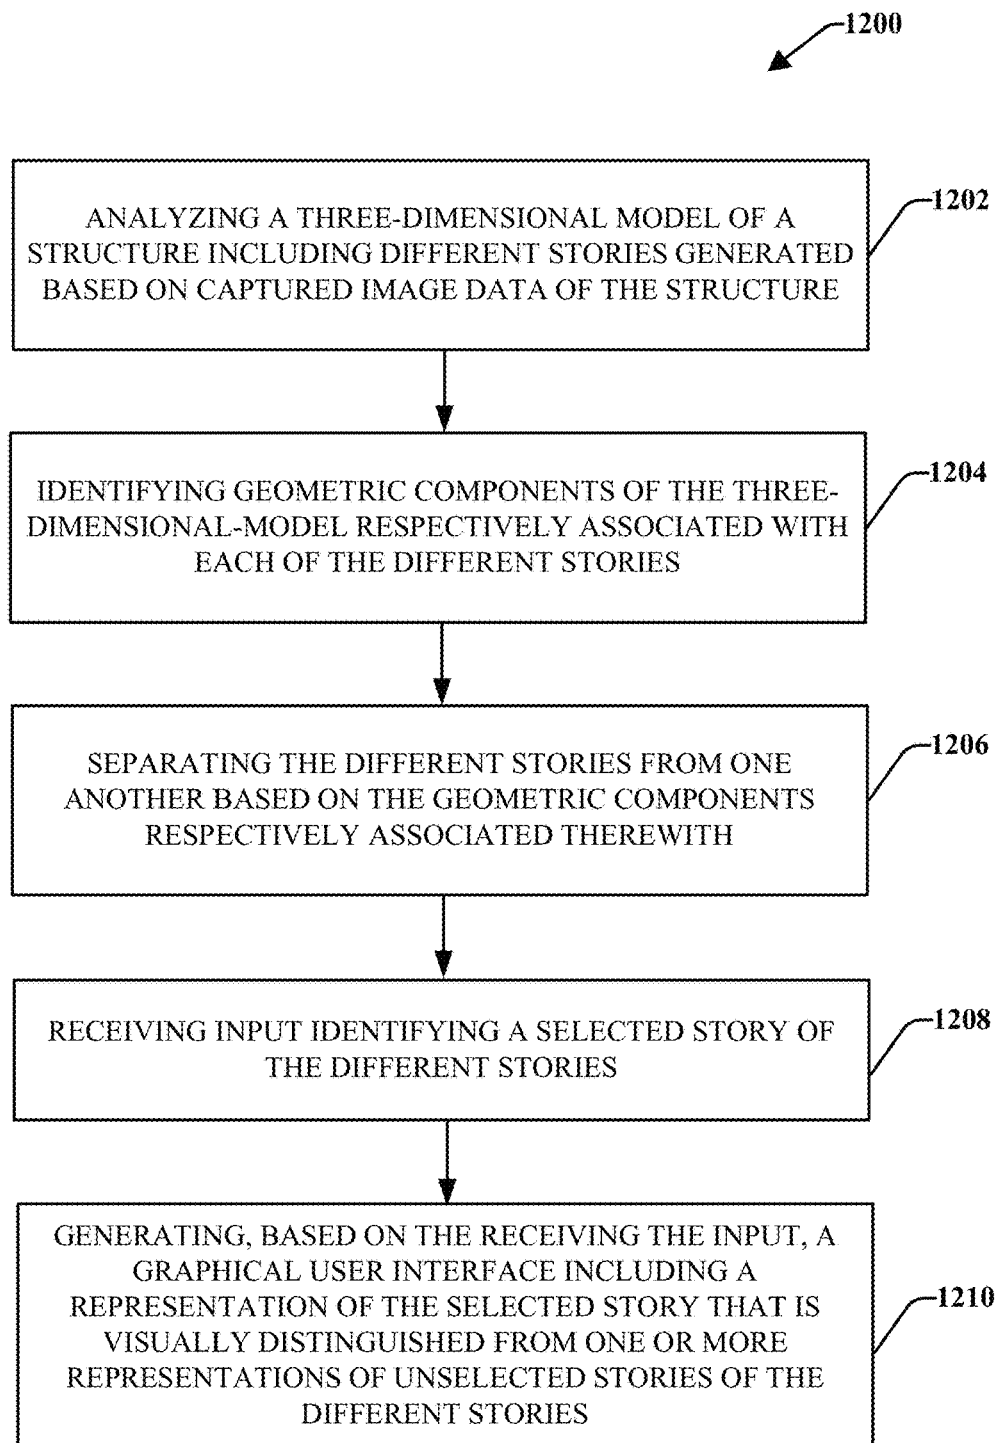 1200
1202
ANALYZING A THREE-DIMENSIONAL MODEL OF A
STRUCTURE INCLUDING DIFFERENT STORIES GENERATED
BASED ON CAPTURED IMAGE DATA OF THE STRUCTURE
1204
IDENTIFYING GEOMETRIC COMPONENTS OF THE THREE-
DIMENSIONAL-MODEL RESPECTIVELY ASSOCIATED WITH
EACH OF THE DIFFERENT STORIES
1206
SEPARATING THE DIFFERENT STORIES FROM ONE
ANOTHER BASED ON THE GEOMETRIC COMPONENTS
RESPECTIVELY ASSOCIATED THEREWITH
1208
RECEIVING INPUT IDENTIFYING A SELECTED STORY OF
THE DIFFERENT STORIES
1210
GENERATING, BASED ON THE RECEIVING THE INPUT, A
GRAPHICAL USER INTERFACE INCLUDING A
REPRESENTATION OF THE SELECTED STORY THAT IS
VISUALLY DISTINGUISHED FROM ONE OR MORE
REPRESENTATIONS OF UNSELECTED STORIES OF THE
DIFFERENT STORIES